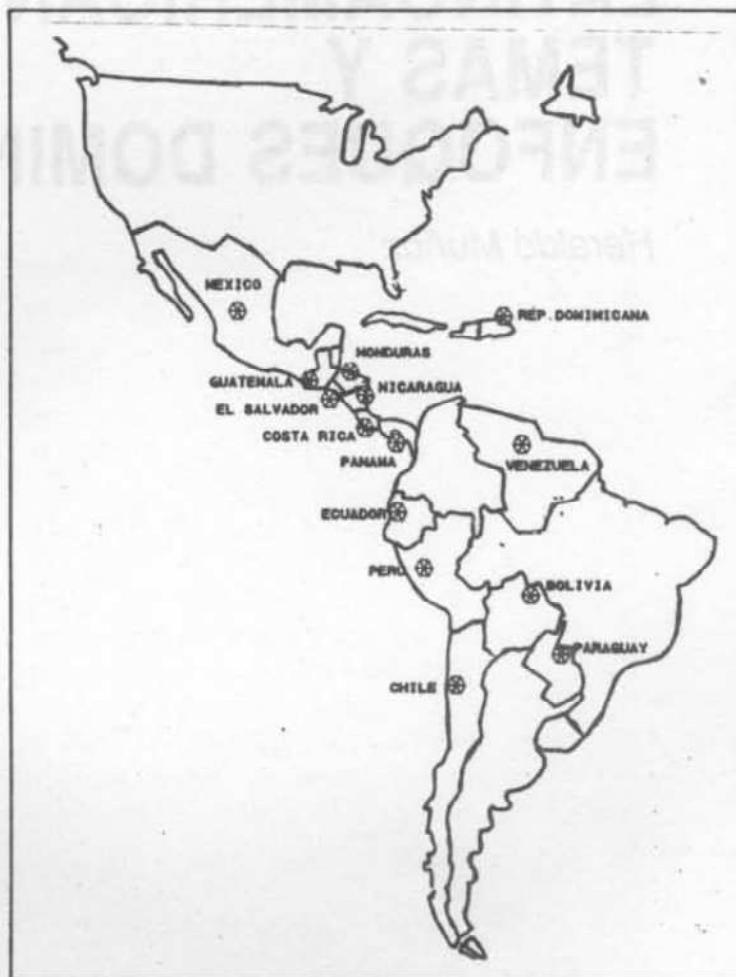 TEMAS Y
ENFOQUES DOMIN
Heraldo Muñoz
MEXICO
REP. DOMINICANA
HONDURAS
GUATEMALA
NICARAGUA
EL SALVADOR
COSTA RICA
PANAMA
VENEZUELA
ECUADOR
PERU
BOLIVIA
PARAGUAY
CHILE